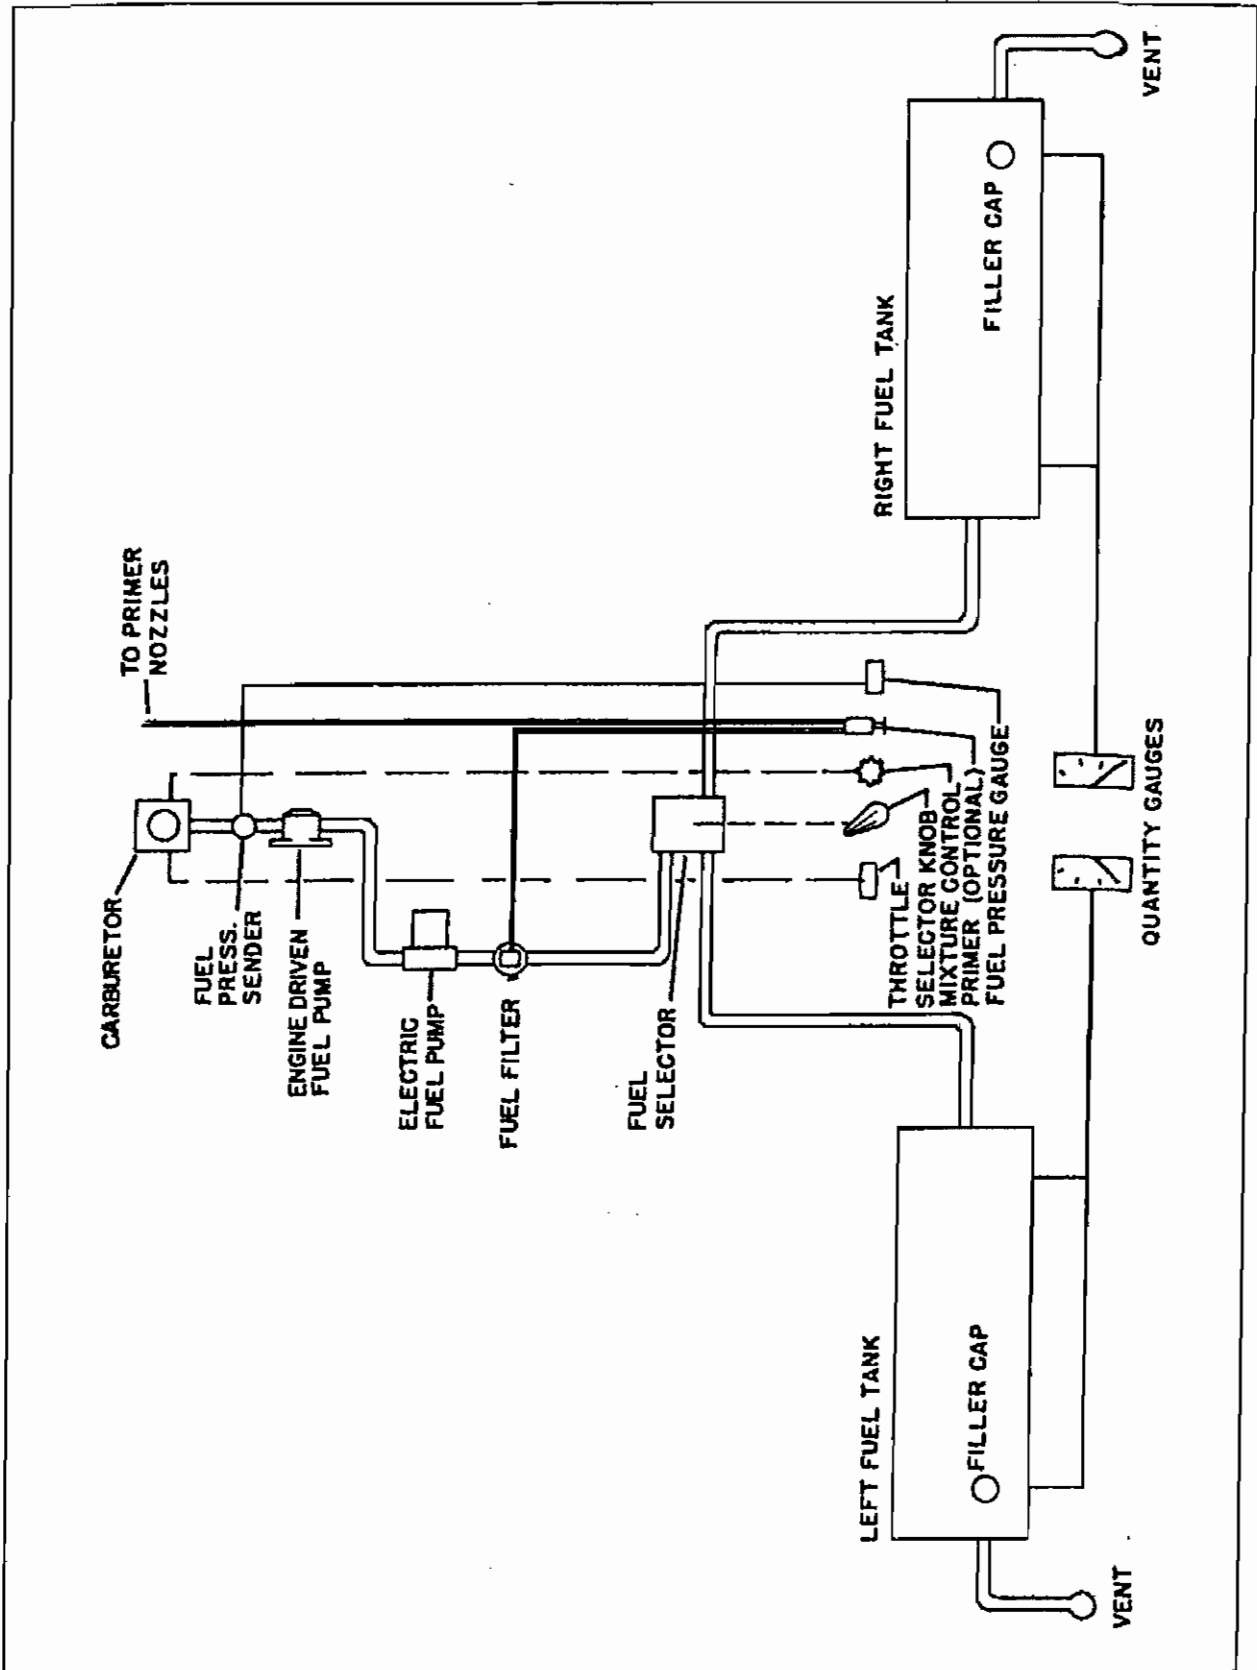 TO PRIMER
NOZZLES
CARBURETOR
FUEL
PRESS.
SENDER
ENGINE DRIVEN
FUEL PUMP
ELECTRIC
FUEL PUMP
FUEL FILTER
FUEL
SELECTOR
LEFT FUEL TANK
FILLER CAP
VENT
THROTTLE
SELECTOR KNOB
MIXTURE CONTROL
PRIMER (OPTIONAL)
FUEL PRESSURE GAUGE
QUANTITY GAUGES
RIGHT FUEL TANK
FILLER CAP
VENT